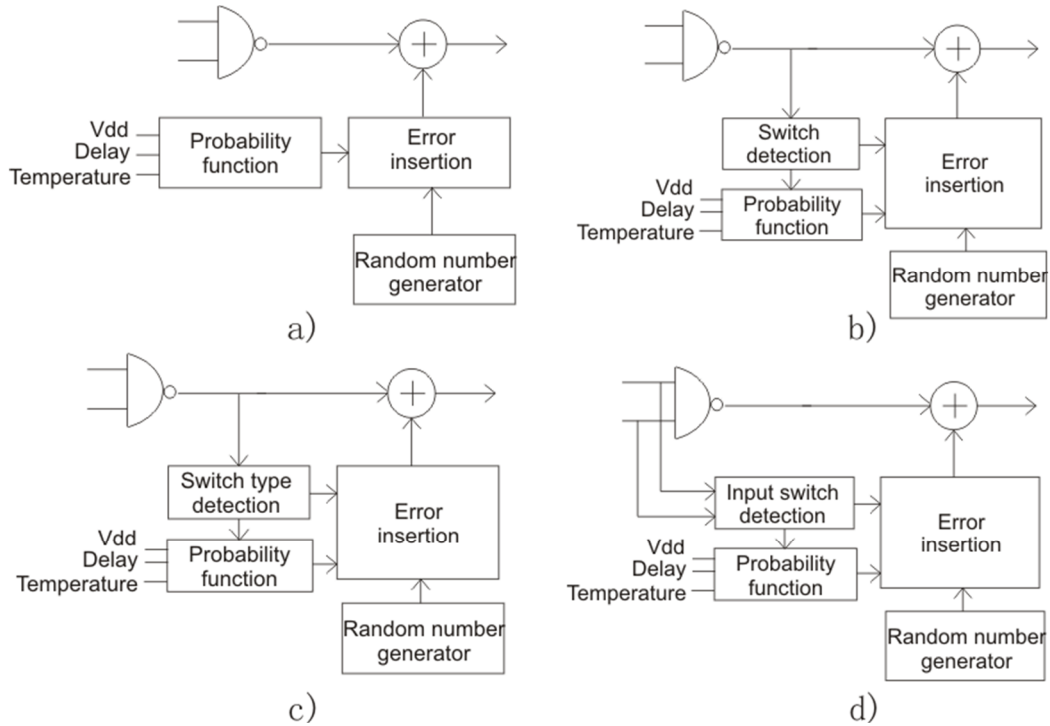 Vdd
Delay
Temperature
Probability
function
Error
insertion
Random number
generator
a)
Switch
detection
Vdd
Delay
Temperature
Probability
function
Error
insertion
Random number
generator
b)
Switch type
detection
Vdd
Delay
Temperature
Probability
function
Error
insertion
Random number
generator
c)
Input switch
detection
Vdd
Delay
Temperature
Probability
function
Error
insertion
Random number
generator
d)